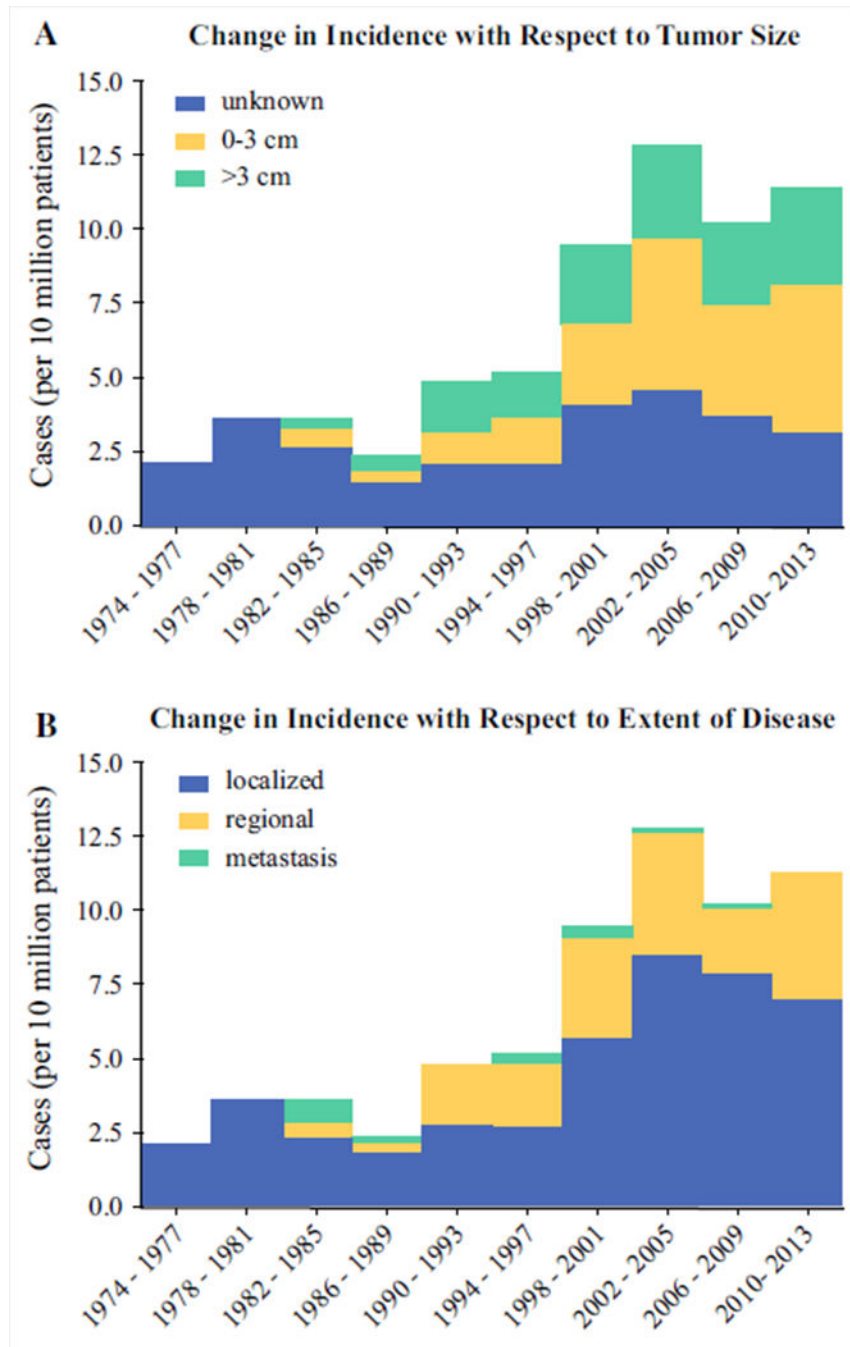 A Change in Incidence with Respect to Tumor Size
15.0
unknown
0-3 cm
>3 cm
12.5
10.0
7.5
5.0
2.5
0.0
Cases (per 10 million patients)
1974 - 1977
1978 - 1981
1982 - 1985
1986 - 1989
1990 - 1993
1994 - 1997
1998 - 2001
2002 - 2005
2006 - 2009
2010- 2013
B Change in Incidence with Respect to Extent of Disease
15.0
localized
regional
metastasis
12.5
10.0
7.5
5.0
2.5
0.0
Cases (per 10 million patients)
1974 - 1977
1978 - 1981
1982 - 1985
1986 - 1989
1990 - 1993
1994 - 1997
1998 - 2001
2002 - 2005
2006 - 2009
2010- 2013